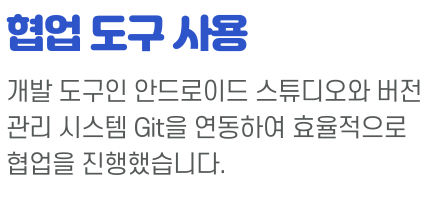 협업 도구 사용
개발 도구인 안드로이드 스튜디오와 버전
관리 시스템 Git을 연동하여 효율적으로
협업을 진행했습니다.